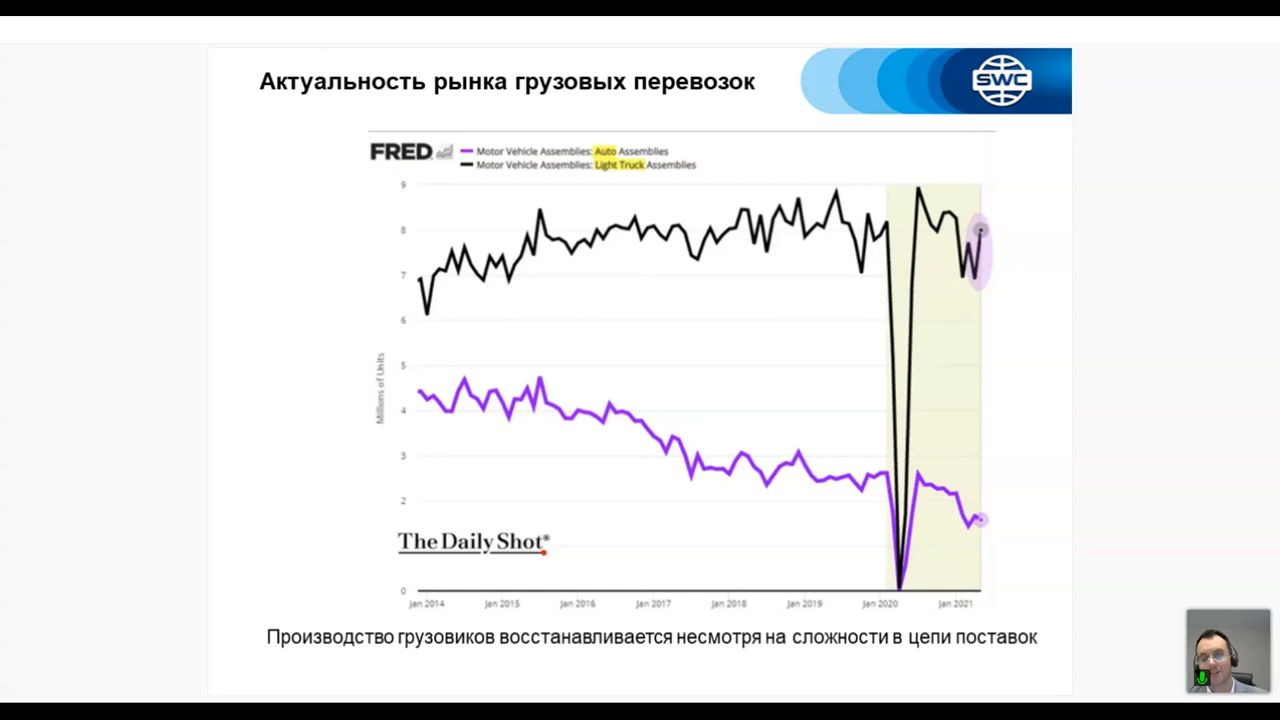 Актуальность рынка грузовых перевозок
SWC
FRED
Motor Vehicle Assemblies: Auto Assemblies
Motor Vehicle Assemblies: Light Truck Assemblies
9
8
7
6
5
4
3
2
0
Millions of Units
The Daily Shot®
Jan 2014 Jan 2015 Jan 2016 Jan 2017 Jan 2018 Jan 2019 Jan 2020 Jan 2021
Производство грузовиков восстанавливается несмотря на сложности в цепи поставок